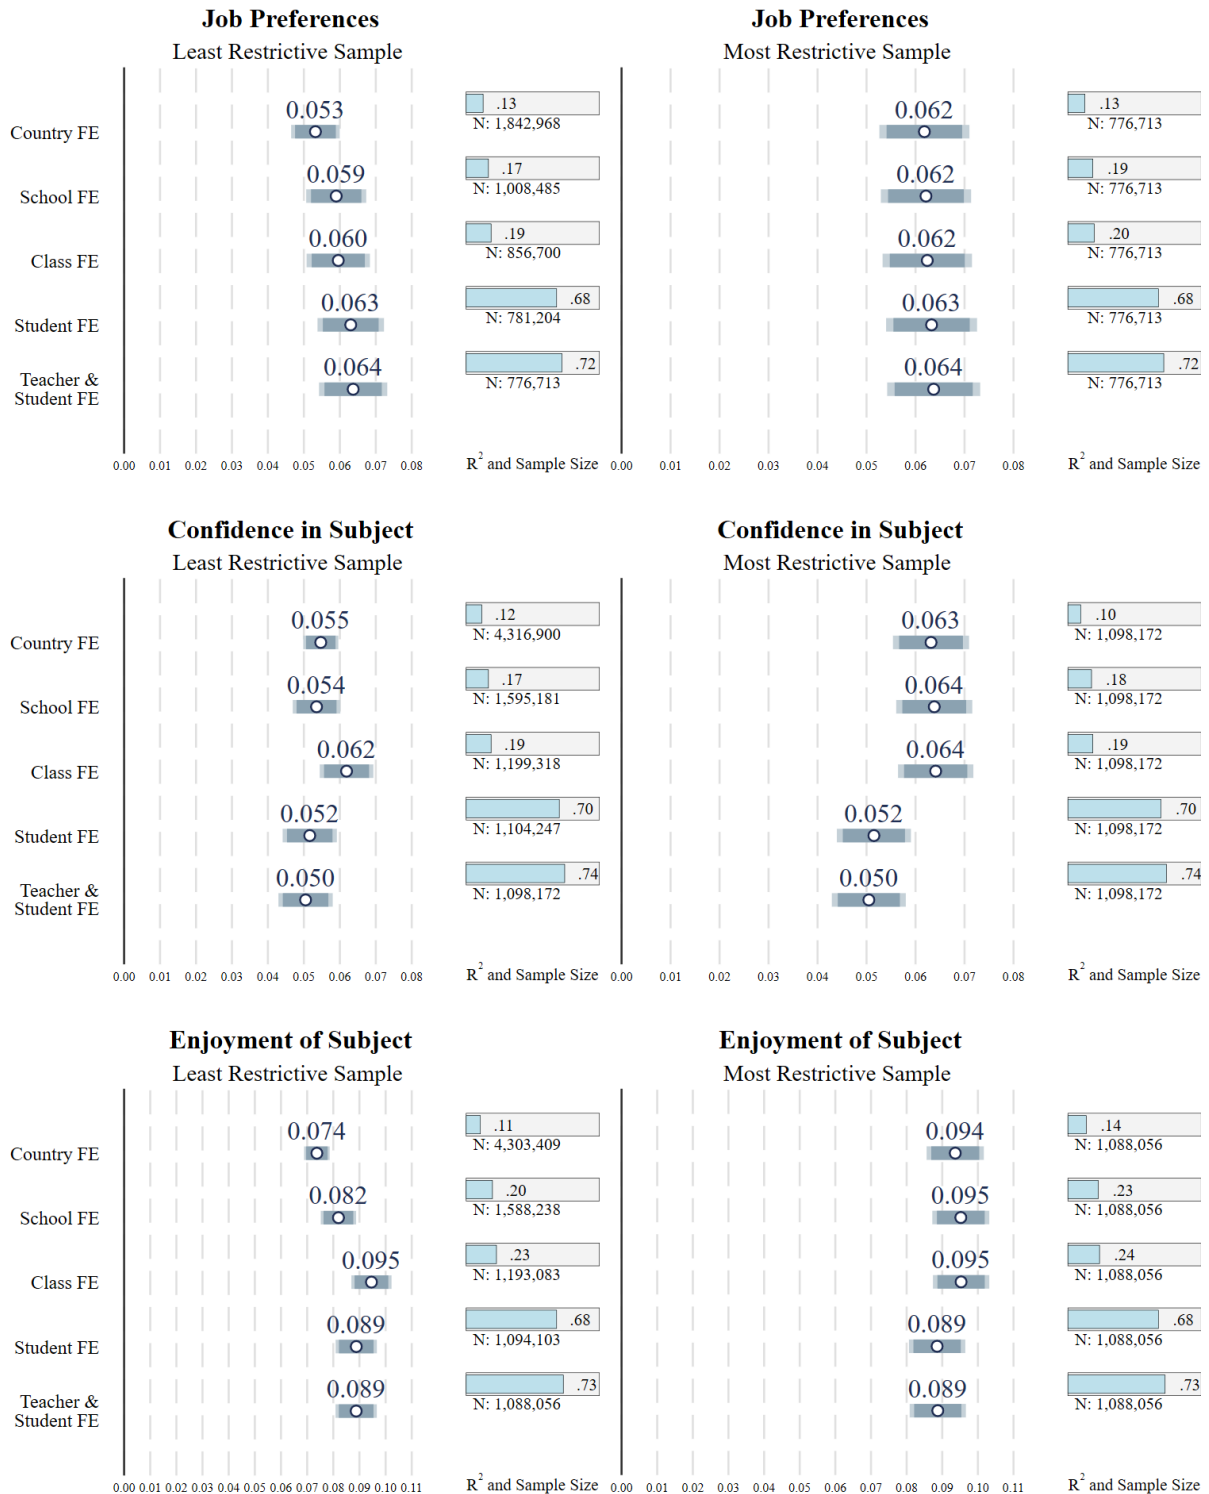 Job Preferences
Least Restrictive Sample
Country FE
0.053
.13
N: 1,842,968
School FE
0.059
.17
N: 1,008,485
Class FE
0.060
.19
N: 856,700
Student FE
0.063
.68
N: 781,204
Teacher &
Student FE
0.064
.72
N: 776,713
0.00 0.01 0.02 0.03 0.04 0.05 0.06 0.07 0.08
R² and Sample Size
Job Preferences
Most Restrictive Sample
0.062
.13
N: 776,713
0.062
.19
N: 776,713
0.062
.20
N: 776,713
0.063
.68
N: 776,713
0.064
.72
N: 776,713
0.00 0.01 0.02 0.03 0.04 0.05 0.06 0.07 0.08
R² and Sample Size
Confidence in Subject
Least Restrictive Sample
Country FE
0.055
.12
N: 4,316,900
School FE
0.054
.17
N: 1,595,181
Class FE
0.062
.19
N: 1,199,318
Student FE
0.052
.70
N: 1,104,247
Teacher &
Student FE
0.050
.74
N: 1,098,172
0.00 0.01 0.02 0.03 0.04 0.05 0.06 0.07 0.08
R² and Sample Size
Confidence in Subject
Most Restrictive Sample
0.063
.10
N: 1,098,172
0.064
.18
N: 1,098,172
0.064
.19
N: 1,098,172
0.052
.70
N: 1,098,172
0.050
.74
N: 1,098,172
0.00 0.01 0.02 0.03 0.04 0.05 0.06 0.07 0.08
R² and Sample Size
Enjoyment of Subject
Least Restrictive Sample
Country FE
0.074
.11
N: 4,303,409
School FE
0.082
.20
N: 1,588,238
Class FE
0.095
.23
N: 1,193,083
Student FE
0.089
.68
N: 1,094,103
Teacher &
Student FE
0.089
.73
N: 1,088,056
0.00 0.01 0.02 0.03 0.04 0.05 0.06 0.07 0.08 0.09 0.10 0.11
R² and Sample Size
Enjoyment of Subject
Most Restrictive Sample
0.094
.14
N: 1,088,056
0.095
.23
N: 1,088,056
0.095
.24
N: 1,088,056
0.089
.68
N: 1,088,056
0.089
.73
N: 1,088,056
0.00 0.01 0.02 0.03 0.04 0.05 0.06 0.07 0.08 0.09 0.10 0.11
R² and Sample Size